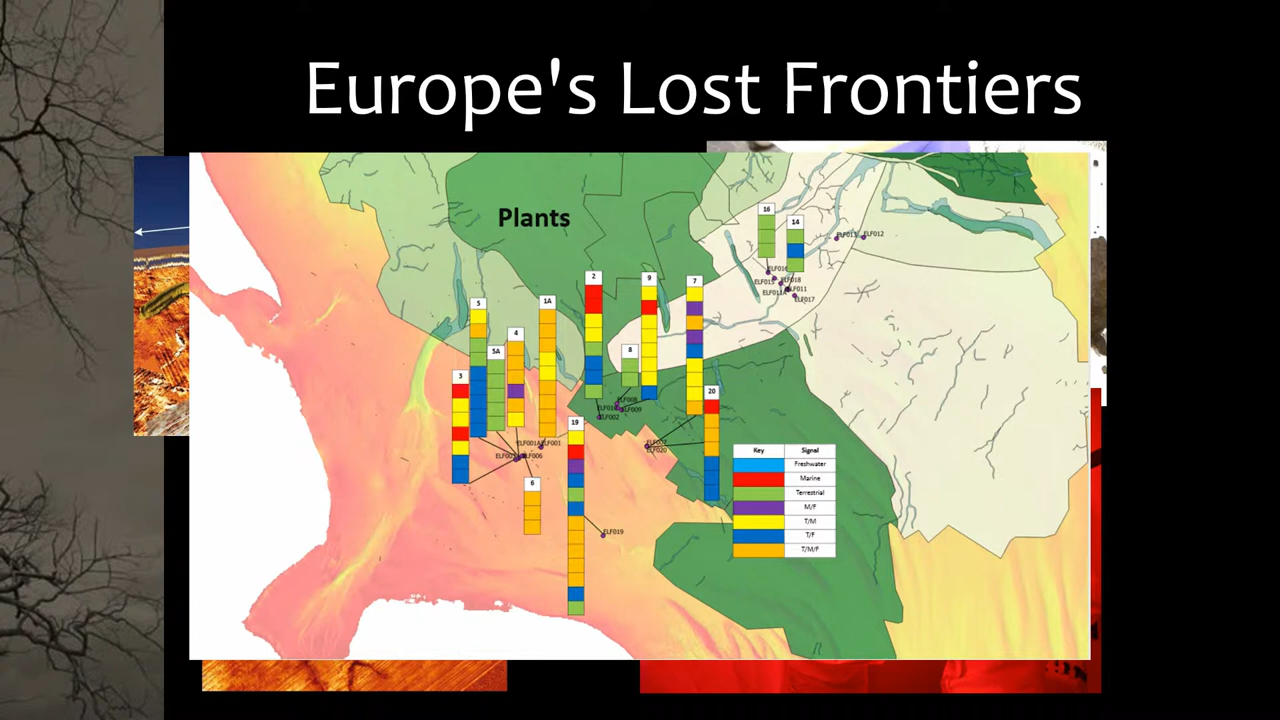 Europe's Lost Frontiers
Plants
16
14
ELF013
ELF012
ELF016
ELF015
ELF018
ELF011
ELF017
2
9
7
5
1A
4
5A
8
3
20
ELF008
ELF009
ELF002
19
ELF001A
ELF001
ELF006
ELF020
6
ELF019
Key
Signal
Freshwater
Marine
Terrestrial
M/F
T/M
T/F
T/M/F